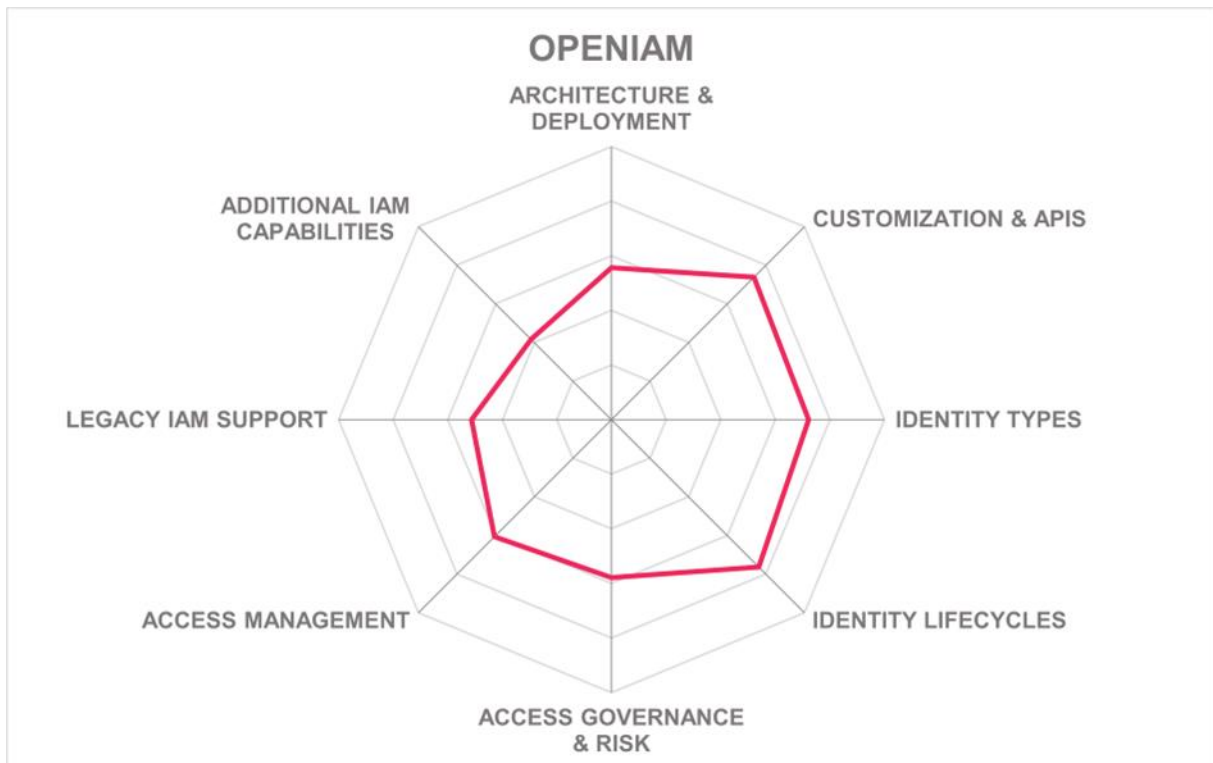 OPENIAM
ARCHITECTURE &
DEPLOYMENT
CUSTOMIZATION & APIS
IDENTITY TYPES
IDENTITY LIFECYCLES
ACCESS GOVERNANCE
& RISK
ACCESS MANAGEMENT
LEGACY IAM SUPPORT
ADDITIONAL IAM
CAPABILITIES